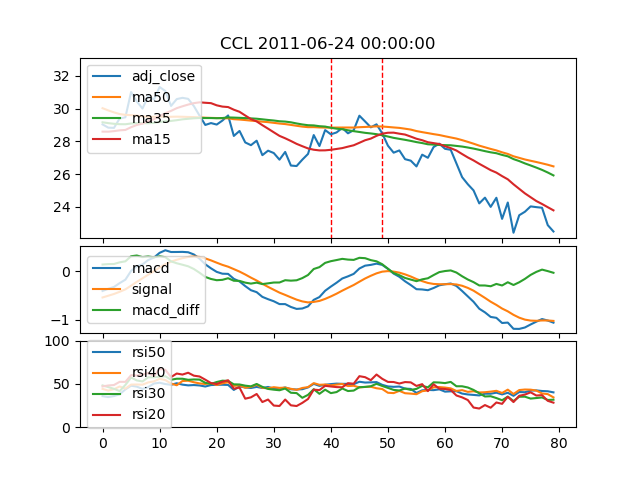 CCL 2011-06-24 00:00:00
32
30
28
26
24
adj_close
ma50
ma35
ma15
0
−1
macd
signal
macd_diff
100
50
0
rsi50
rsi40
rsi30
rsi20
0 10 20 30 40 50 60 70 80